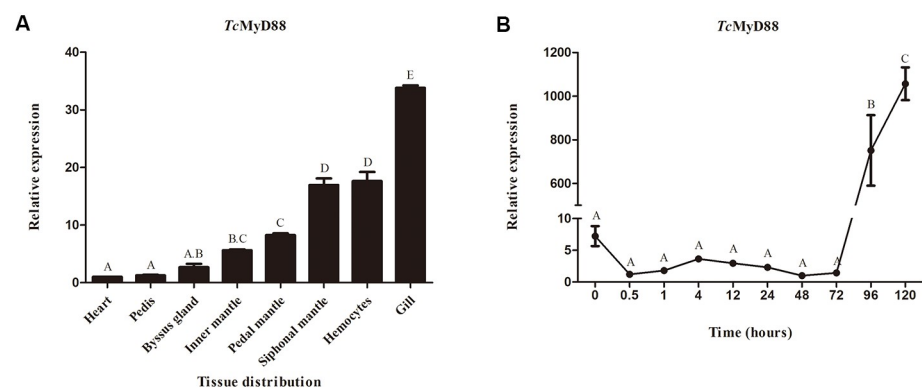 A
TcMyD88
Relative expression
40
30
20
10
0
A
A
A.B
B.C
C
D
D
E
Heart
Pedis
Byssus gland
Inner mantle
Pedal mantle
Siphonal mantle
Hemocytes
Gill
Tissue distribution
B
TcMyD88
Relative expression
1200
1000
800
600
10
5
0
A
A
A
A
A
A
A
A
B
C
0 0.5 1 4 12 24 48 72 96 120
Time (hours)